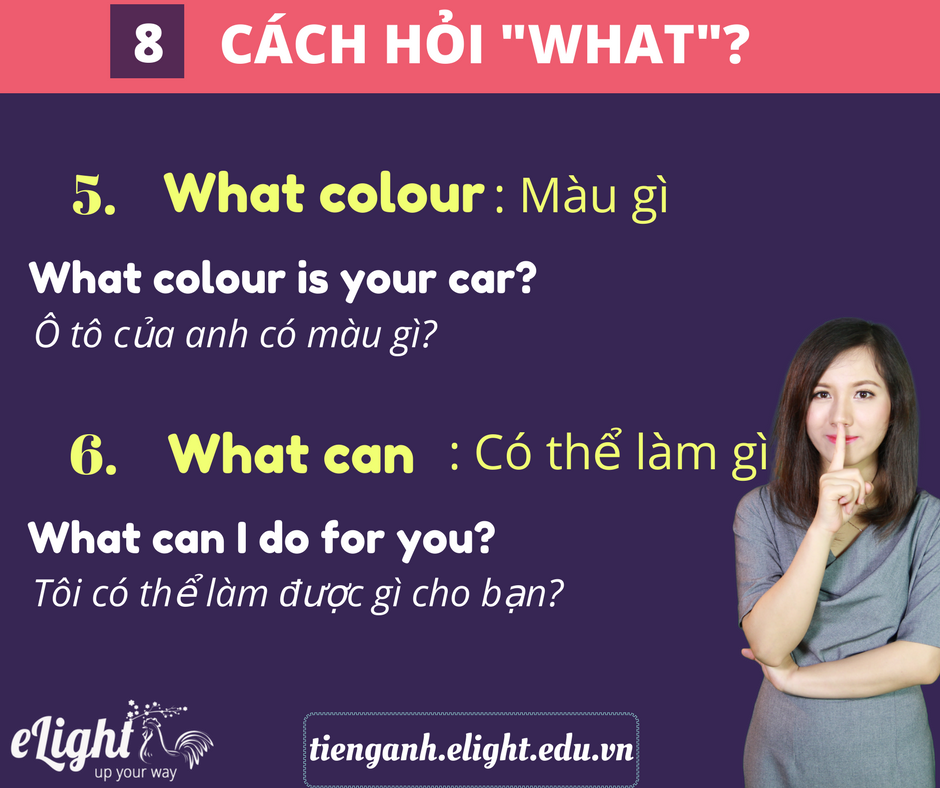 8 CÁCH HỎI "WHAT"?
5. What colour : Màu gì
What colour is your car?
Ô tô của anh có màu gì?
6. What can : Có thể làm gì
What can I do for you?
Tôi có thể làm được gì cho bạn?
eLight
up your way
tienganh.elight.edu.vn